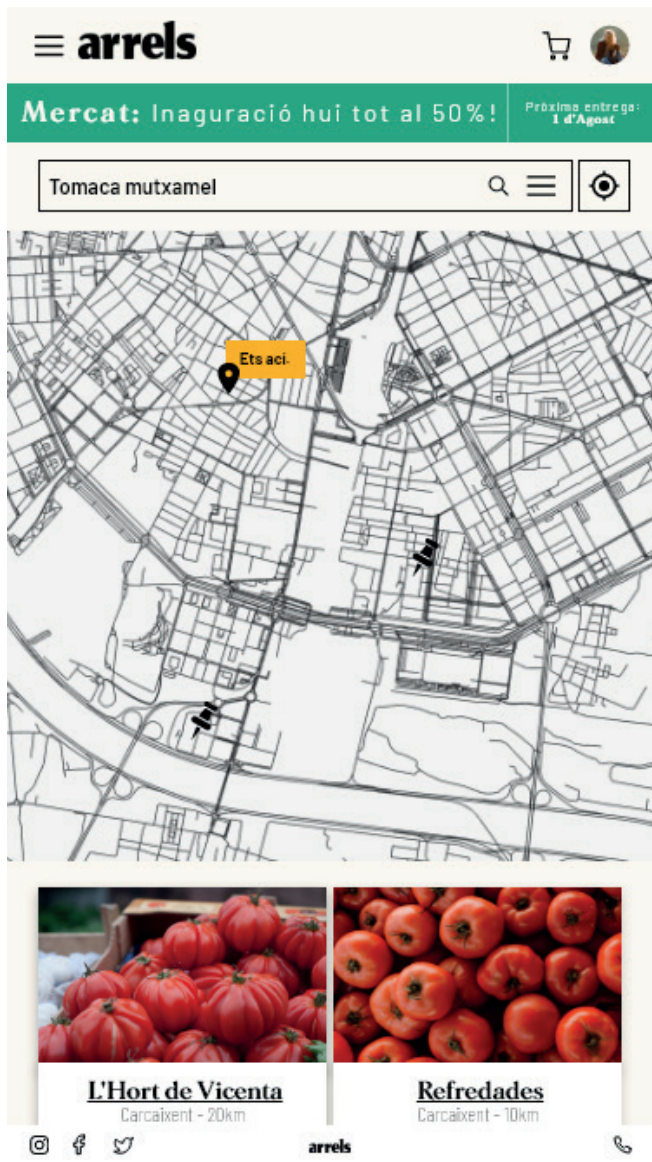 arrels
Mercat: Inaguració hui tot al 50%!
Pròxima entrega:
1 d'Agost
Tomaca mutxamel
Ets ací.
L'Hort de Vicenta
Carcaixent - 20km
Refredades
Carcaixent - 10km
arrels